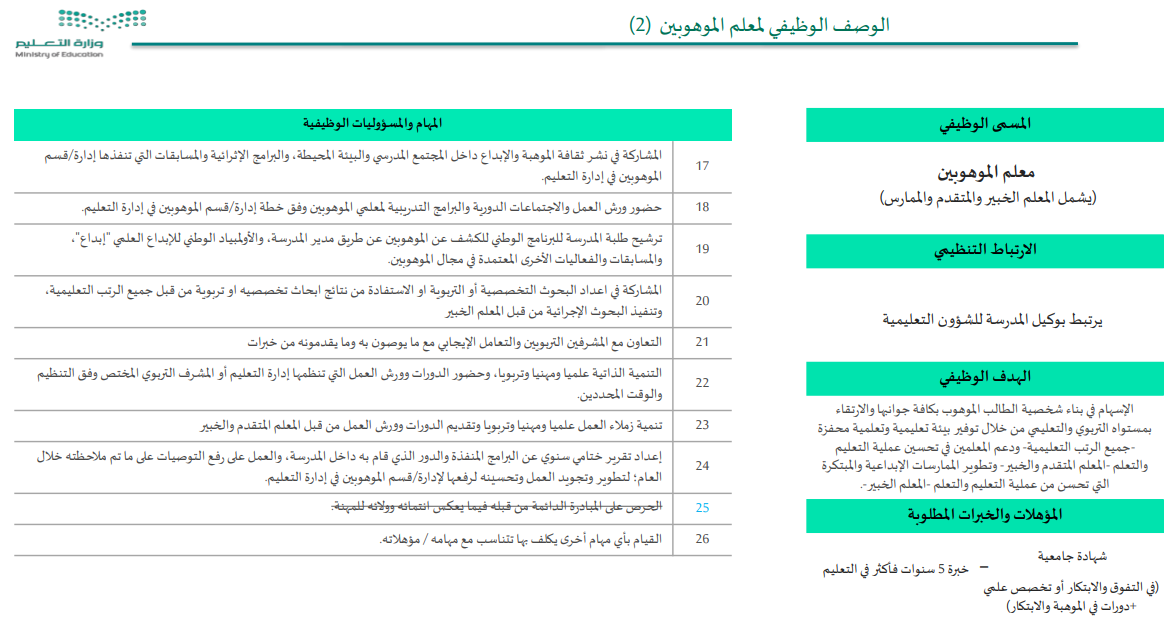 وزارة التعليم
Ministry of Education
الوصف الوظيفي لمعلم الموهوبين (2)
المسمى الوظيفي
معلم الموهوبين
(يشمل المعلم الخبير والمتقدم والممارس)
الارتباط التنظيمي
يرتبط بوكيل المدرسة للشؤون التعليمية
الهدف الوظيفي
الإسهام في بناء شخصية الطالب الموهوب بكافة جوانبها والارتقاء
بمستواه التربوي والتعليمي من خلال توفير بيئة تعليمية وتعلمية محفزة
-جميع الرتب التعليمية- ودعم المعلمين في تحسين عملية التعليم
والتعلم -المعلم المتقدم والخبير- وتطوير الممارسات الإبداعية والمبتكرة
التي تحسن من عملية التعليم والتعلم -المعلم الخبير-.
المؤهلات والخبرات المطلوبة
شهادة جامعية
– خبرة 5 سنوات فأكثر في التعليم
(في التفوق والابتكار أو تخصص علمي
+دورات في الموهبة والابتكار)
المهام والمسؤوليات الوظيفية
17 المشاركة في نشر ثقافة الموهبة والإبداع داخل المجتمع المدرسي والبيئة المحيطة، والبرامج الإثرائية والمسابقات التي تنفذها إدارة/قسم
الموهوبين في إدارة التعليم.
18 حضور ورش العمل والاجتماعات الدورية والبرامج التدريبية لمعلمي الموهوبين وفق خطة إدارة/قسم الموهوبين في إدارة التعليم.
19 ترشيح طلبة المدرسة للبرنامج الوطني للكشف عن الموهوبين عن طريق مدير المدرسة، والأولمبياد الوطني للإبداع العلمي "إبداع"،
والمسابقات والفعاليات الأخرى المعتمدة في مجال الموهوبين.
20 المشاركة في اعداد البحوث التخصصية أو التربوية او الاستفادة من نتائج ابحاث تخصصيه او تربوية من قبل جميع الرتب التعليمية،
وتنفيذ البحوث الإجرائية من قبل المعلم الخبير
21 التعاون مع المشرفين التربويين والتعامل الإيجابي مع ما يوصون به وما يقدمونه من خبرات
22 التنمية الذاتية علميا ومهنيا وتربويا، وحضور الدورات وورش العمل التي تنظمها إدارة التعليم أو المشرف التربوي المختص وفق التنظيم
والوقت المحددين.
23 تنمية زملاء العمل علميا ومهنيا وتربويا وتقديم الدورات وورش العمل من قبل المعلم المتقدم والخبير
24 إعداد تقرير ختامي سنوي عن البرامج المنفذة والدور الذي قام به داخل المدرسة، والعمل على رفع التوصيات على ما تم ملاحظته خلال
العام؛ لتطوير وتجويد العمل وتحسينه لرفعها لإدارة/قسم الموهوبين في إدارة التعليم.
25 الحرص على المبادرة الدائمة من قبله فيما يعكس انتمائه وولائه للمهنة.
26 القيام بأي مهام أخرى يكلف بها تتناسب مع مهامه / مؤهلاته.